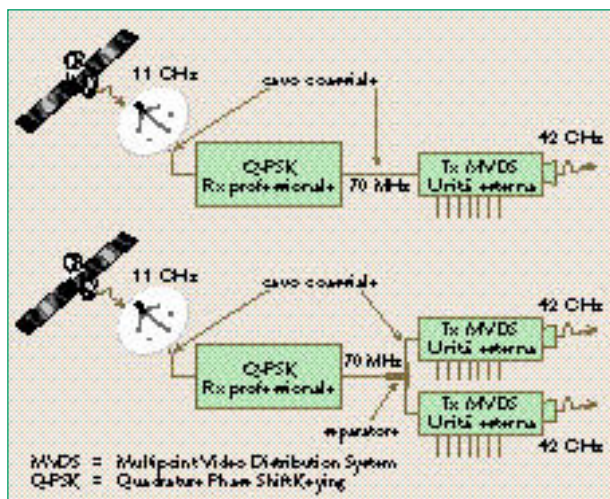 11 GHz
cavo coassiale
42 GHz
Q-PSK
Rx professionale
70 MHz
Tx MVDS
Unità esterna
11 GHz
cavo coassiale
42 GHz
Q-PSK
Rx professionale
70 MHz
Tx MVDS
Unità esterna
separatore
Tx MVDS
Unità esterna
42 GHz
MVDS = Multipoint Video Distribution System
Q-PSK = Quadrature Phase Shift Keying